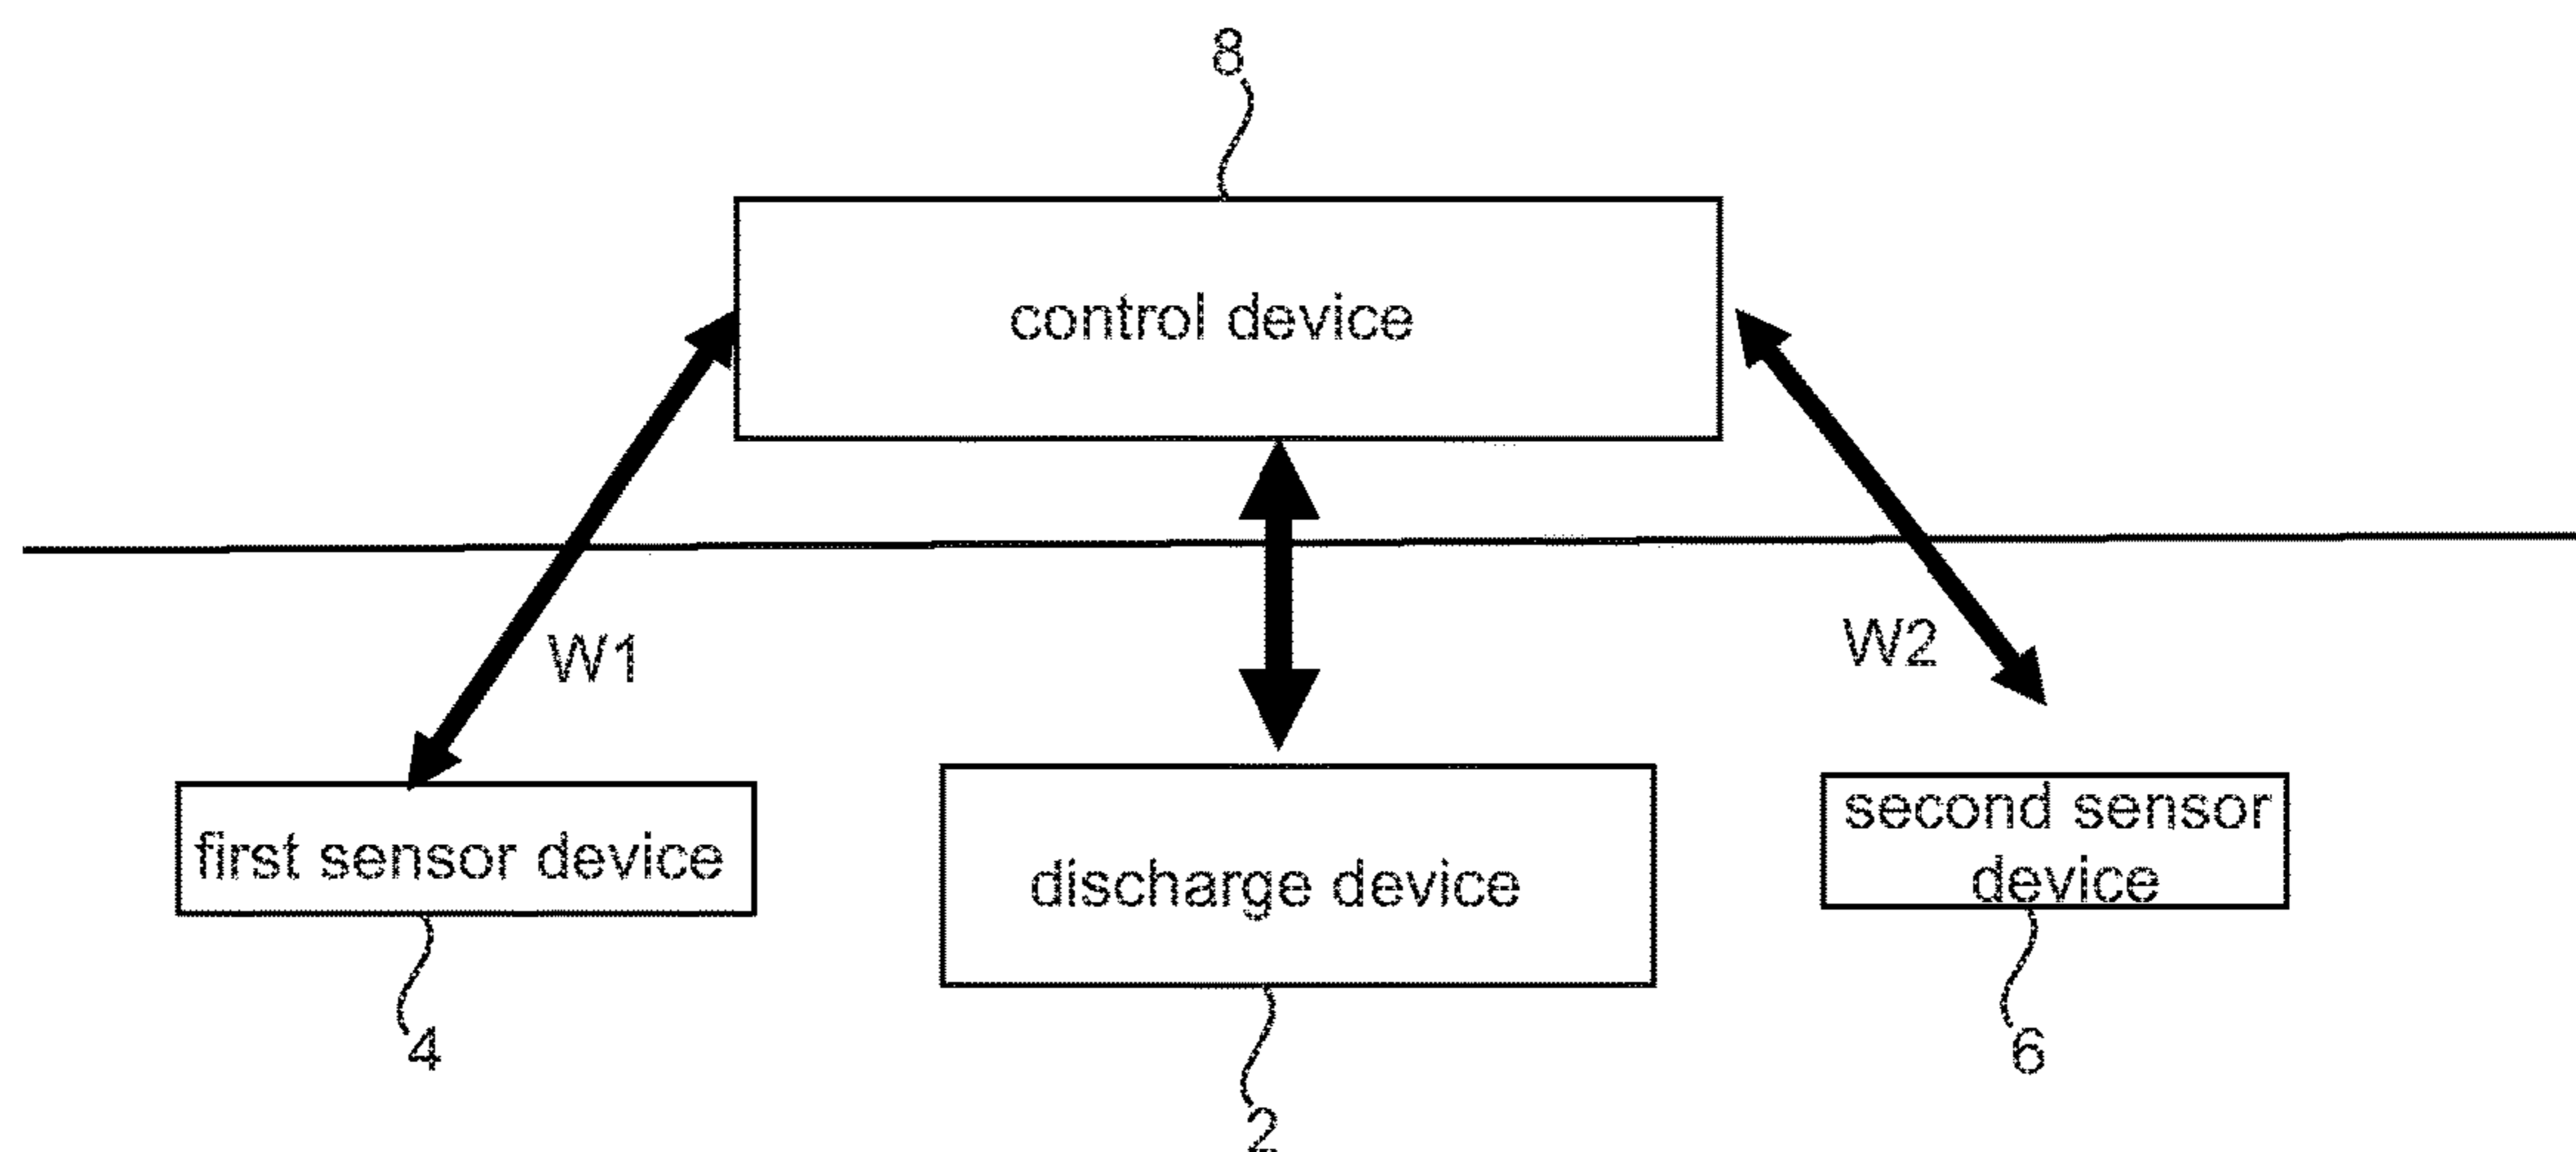 8
control device
W1
W2
first sensor device
discharge device
second sensor
device
4
2
6